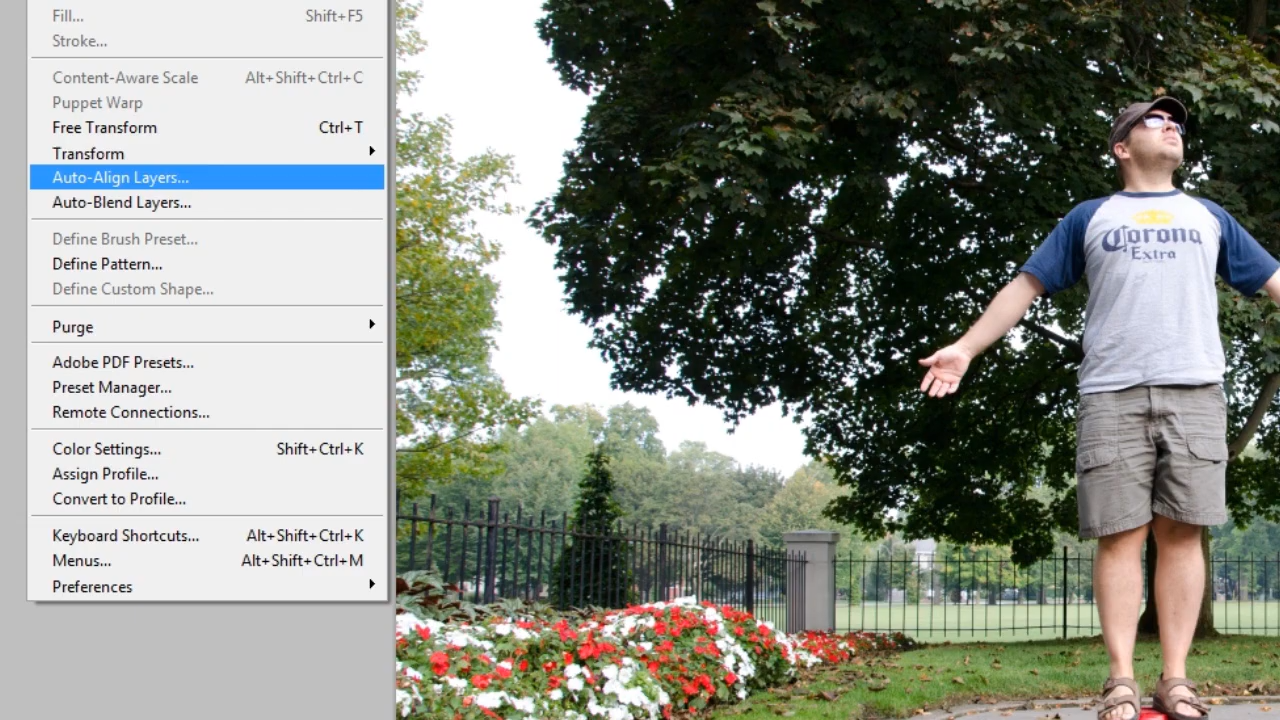 Fill... Shift+F5
Stroke...
Content-Aware Scale Alt+Shift+Ctrl+C
Puppet Warp
Free Transform Ctrl+T
Transform
Auto-Align Layers...
Auto-Blend Layers...
Define Brush Preset...
Define Pattern...
Define Custom Shape...
Purge
Adobe PDF Presets...
Preset Manager...
Remote Connections...
Color Settings... Shift+Ctrl+K
Assign Profile...
Convert to Profile...
Keyboard Shortcuts... Alt+Shift+Ctrl+K
Menus... Alt+Shift+Ctrl+M
Preferences
Corona
Extra